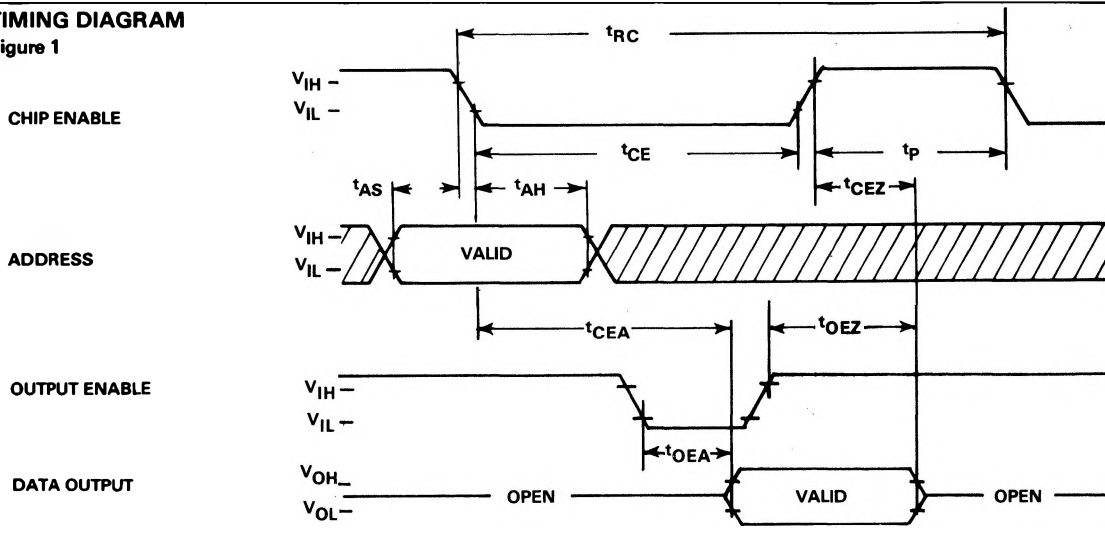 TIMING DIAGRAM
Figure 1
tRC
VIH
VIL
CHIP ENABLE
tCE
tP
tAS
tAH
tCEZ
VIH
VIL
ADDRESS
VALID
tCEA
tOEZ
OUTPUT ENABLE
VIH
VIL
tOEA
DATA OUTPUT
VOH
VOL
OPEN
VALID
OPEN